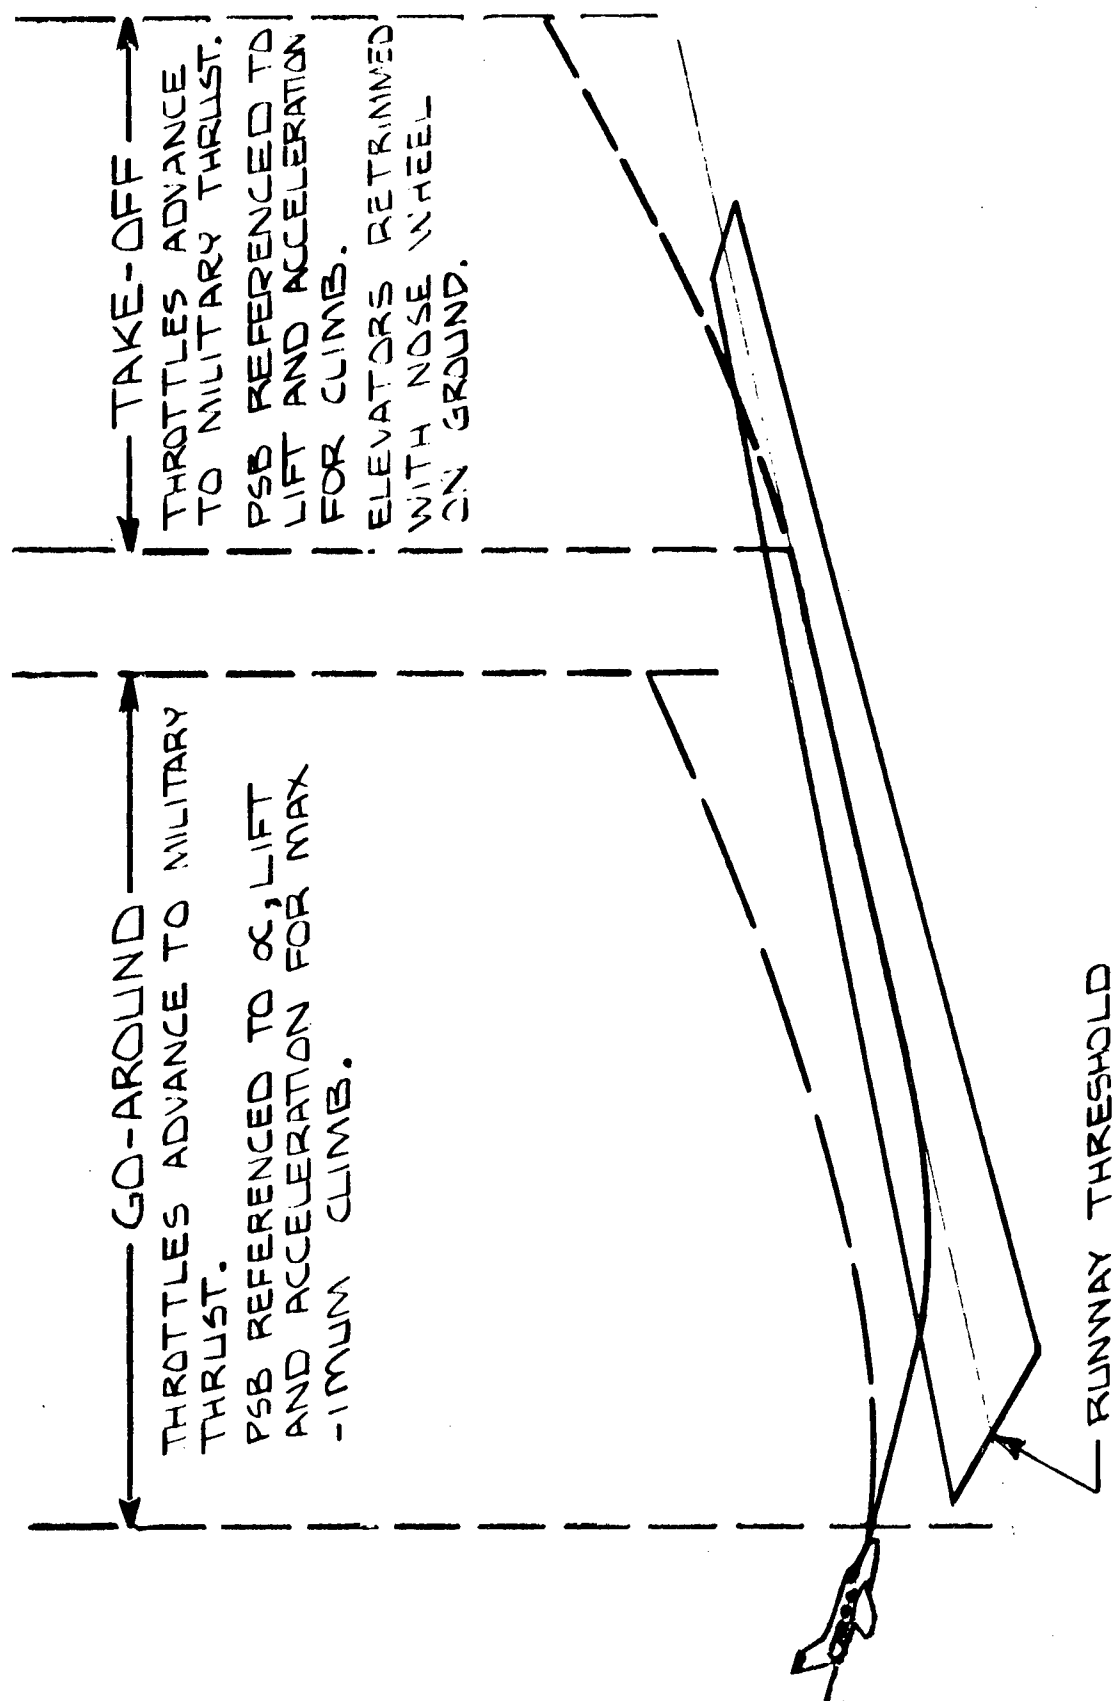 GO-AROUND
THROTTLES ADVANCE TO MILITARY
THRUST.
PSB REFERENCED TO α, LIFT
AND ACCELERATION FOR MAX
-IMUM CLIMB.
TAKE-OFF
THROTTLES ADVANCE
TO MILITARY THRUST.
PSB REFERENCED TO
LIFT AND ACCELERATION
FOR CLIMB.
ELEVATORS RETRIMMED
WITH NOSE WHEEL
ON GROUND.
RUNWAY THRESHOLD